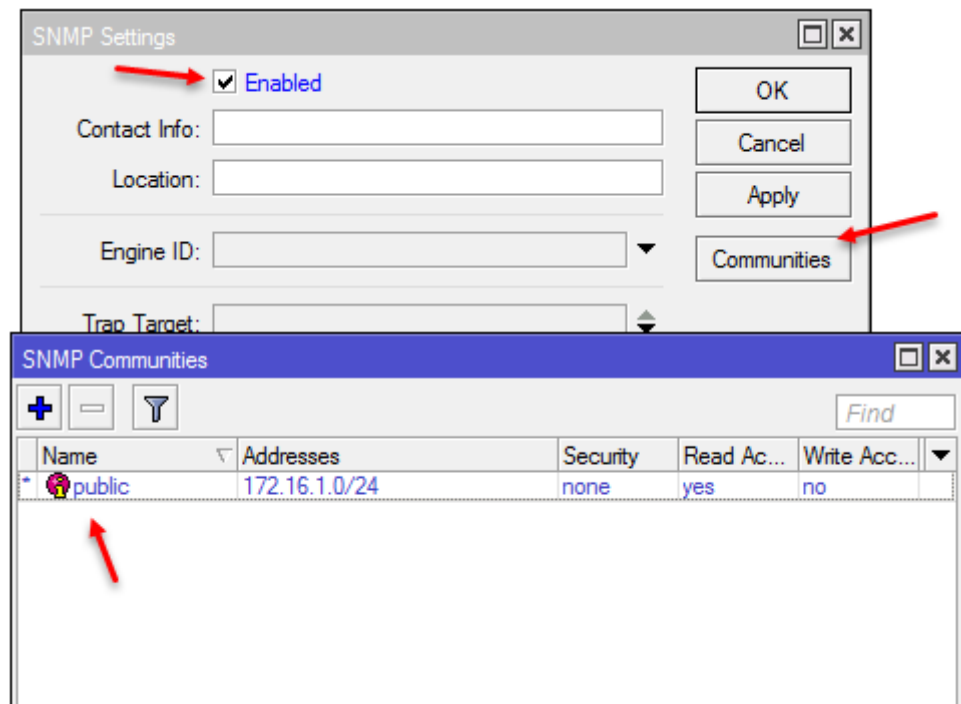 SNMP Settings
Enabled
OK
Contact Info:
Cancel
Location:
Apply
Engine ID:
Communities
Trap Target:
SNMP Communities
Find
Name Addresses Security Read Ac... Write Acc...
* public 172.16.1.0/24 none yes no